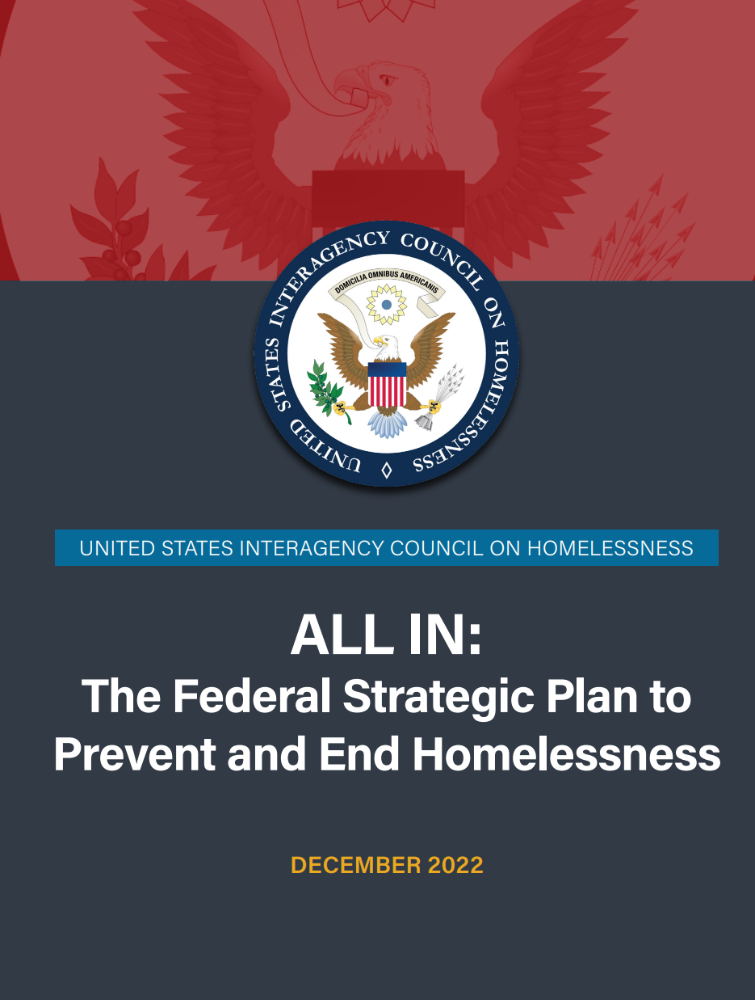 DOMICILIA OMNIBUS AMERICANIS
UNITED STATES INTERAGENCY COUNCIL ON HOMELESSNESS
UNITED STATES INTERAGENCY COUNCIL ON HOMELESSNESS
ALL IN:
The Federal Strategic Plan to
Prevent and End Homelessness
DECEMBER 2022